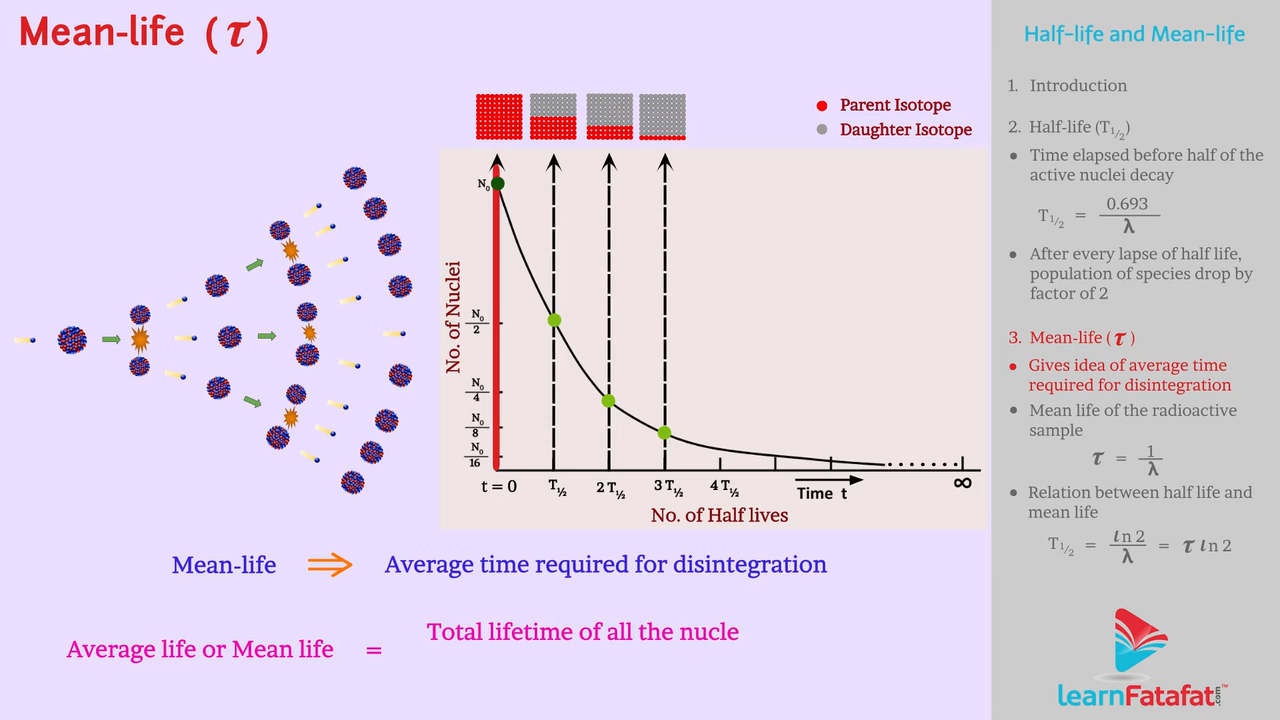 Mean-life (τ)
Parent Isotope
Daughter Isotope
No. of Nuclei
N₀
N₀/2
N₀/4
N₀/8
N₀/16
t = 0 T½ 2 T½ 3 T½ 4 T½ Time t ∞
No. of Half lives
Mean-life ⇒ Average time required for disintegration
Total lifetime of all the nucle
Average life or Mean life =
Half-life and Mean-life
1. Introduction
2. Half-life (T1/2)
• Time elapsed before half of the
active nuclei decay
T1/2 = 0.693/λ
• After every lapse of half life,
population of species drop by
factor of 2
3. Mean-life (τ)
• Gives idea of average time
required for disintegration
• Mean life of the radioactive
sample
τ = 1/λ
• Relation between half life and
mean life
T1/2 = ln 2/λ = τ ln 2
learnFatafat.com™